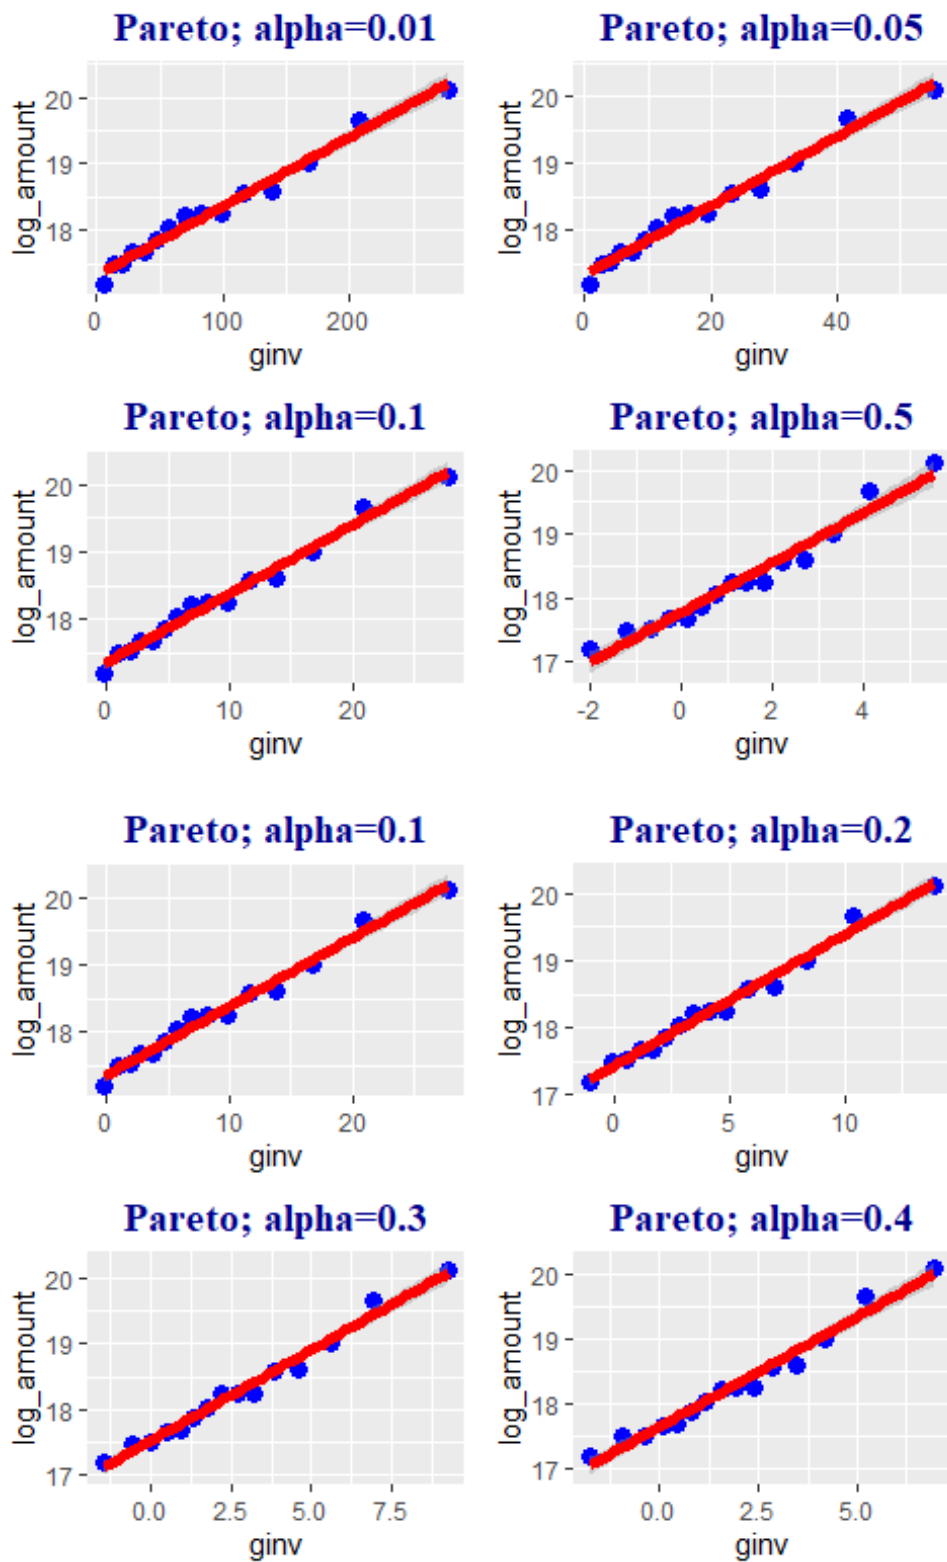 Pareto; alpha=0.01
log_amount
20
19
18
0 100 200
ginv
Pareto; alpha=0.05
log_amount
20
19
18
0 20 40
ginv
Pareto; alpha=0.1
log_amount
20
19
18
0 10 20
ginv
Pareto; alpha=0.5
log_amount
20
19
18
17
-2 0 2 4
ginv
Pareto; alpha=0.1
log_amount
20
19
18
0 10 20
ginv
Pareto; alpha=0.2
log_amount
20
19
18
17
0 5 10
ginv
Pareto; alpha=0.3
log_amount
20
19
18
17
0.0 2.5 5.0 7.5
ginv
Pareto; alpha=0.4
log_amount
20
19
18
17
0.0 2.5 5.0
ginv